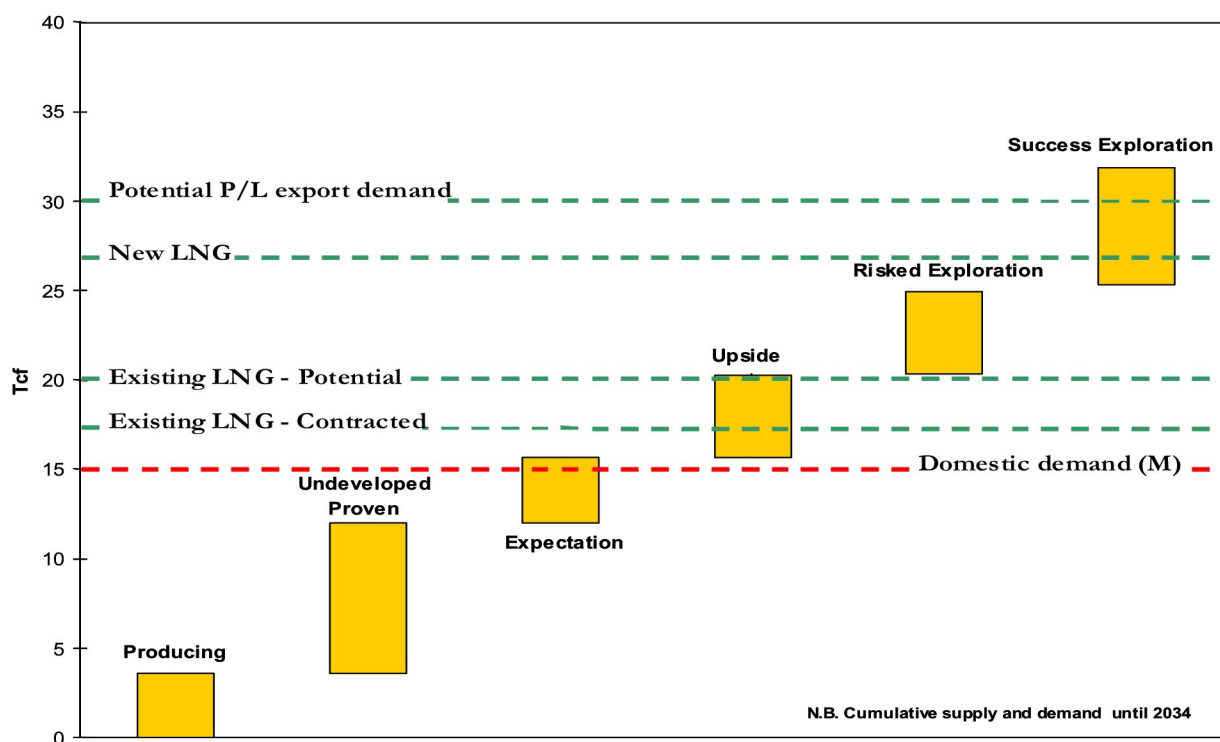 40
35
Success Exploration
Potential P/L export demand
30
New LNG
Risked Exploration
25
Upside
Tcf
Existing LNG - Potential
20
Existing LNG - Contracted
15
Domestic demand (M)
Undeveloped
Proven
Expectation
10
5
Producing
N.B. Cumulative supply and demand until 2034
0